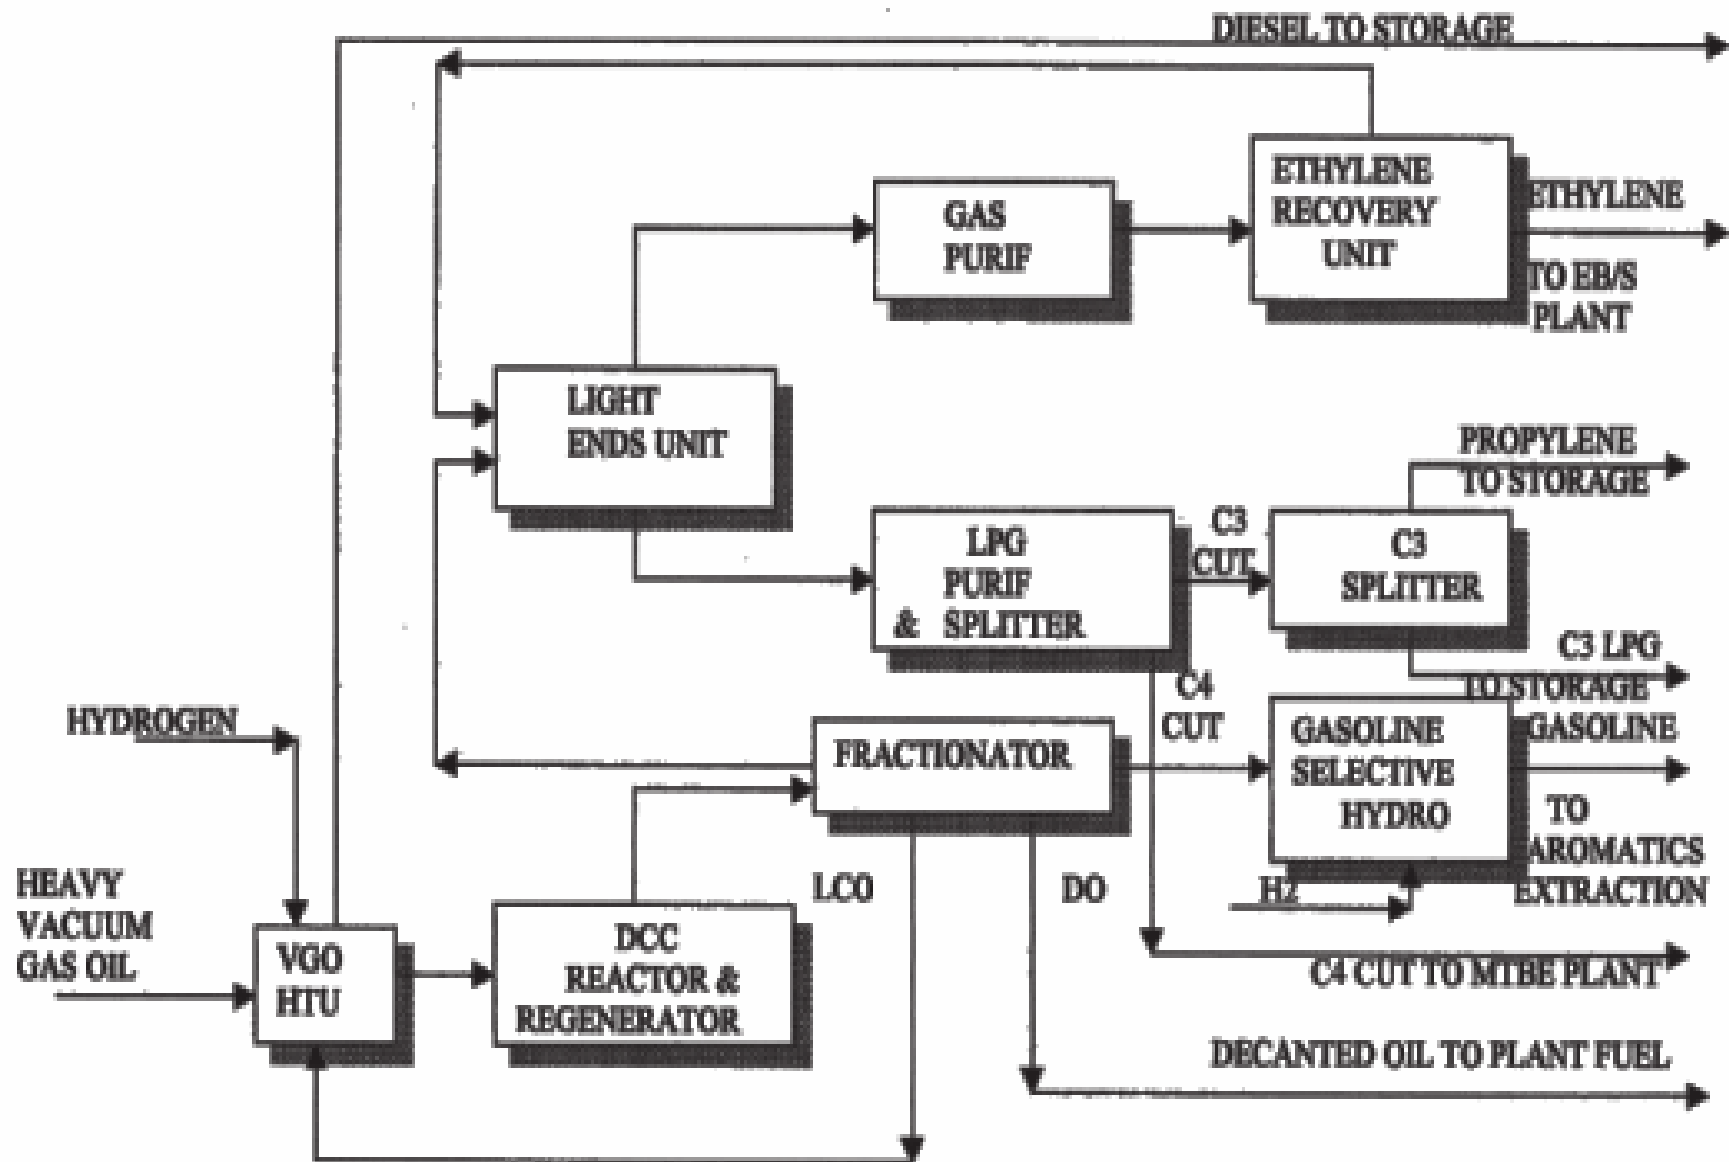 DIESEL TO STORAGE
ETHYLENE
RECOVERY
UNIT
ETHYLENE
TO EB/S
PLANT
GAS
PURIF
LIGHT
ENDS UNIT
PROPYLENE
TO STORAGE
LPG
PURIF
& SPLITTER
C3
CUT
C3
SPLITTER
C3 LPG
TO STORAGE
C4
CUT
HYDROGEN
FRACTIONATOR
GASOLINE
SELECTIVE
HYDRO
GASOLINE
TO
AROMATICS
EXTRACTION
H2
LCO
DO
HEAVY
VACUUM
GAS OIL
VGO
HTU
DCC
REACTOR &
REGENERATOR
C4 CUT TO MTBE PLANT
DECANTED OIL TO PLANT FUEL